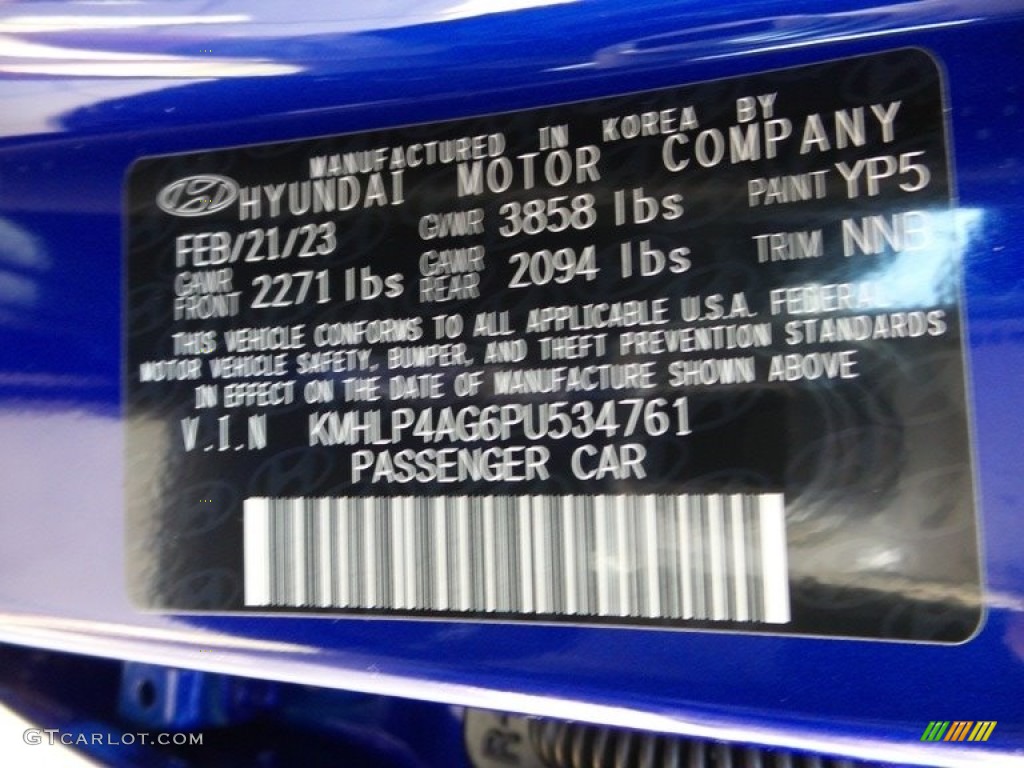 MANUFACTURED IN KOREA BY
HYUNDAI MOTOR COMPANY
FEB/21/23 GVWR 3858 lbs PAINT YP5
GAWR FRONT 2271 lbs GAWR REAR 2094 lbs TRIM NNB
THIS VEHICLE CONFORMS TO ALL APPLICABLE U.S.A. FEDERAL
MOTOR VEHICLE SAFETY, BUMPER, AND THEFT PREVENTION STANDARDS
IN EFFECT ON THE DATE OF MANUFACTURE SHOWN ABOVE
V.I.N KMHLP4AG6PU534761
PASSENGER CAR
GTCARLOT.COM